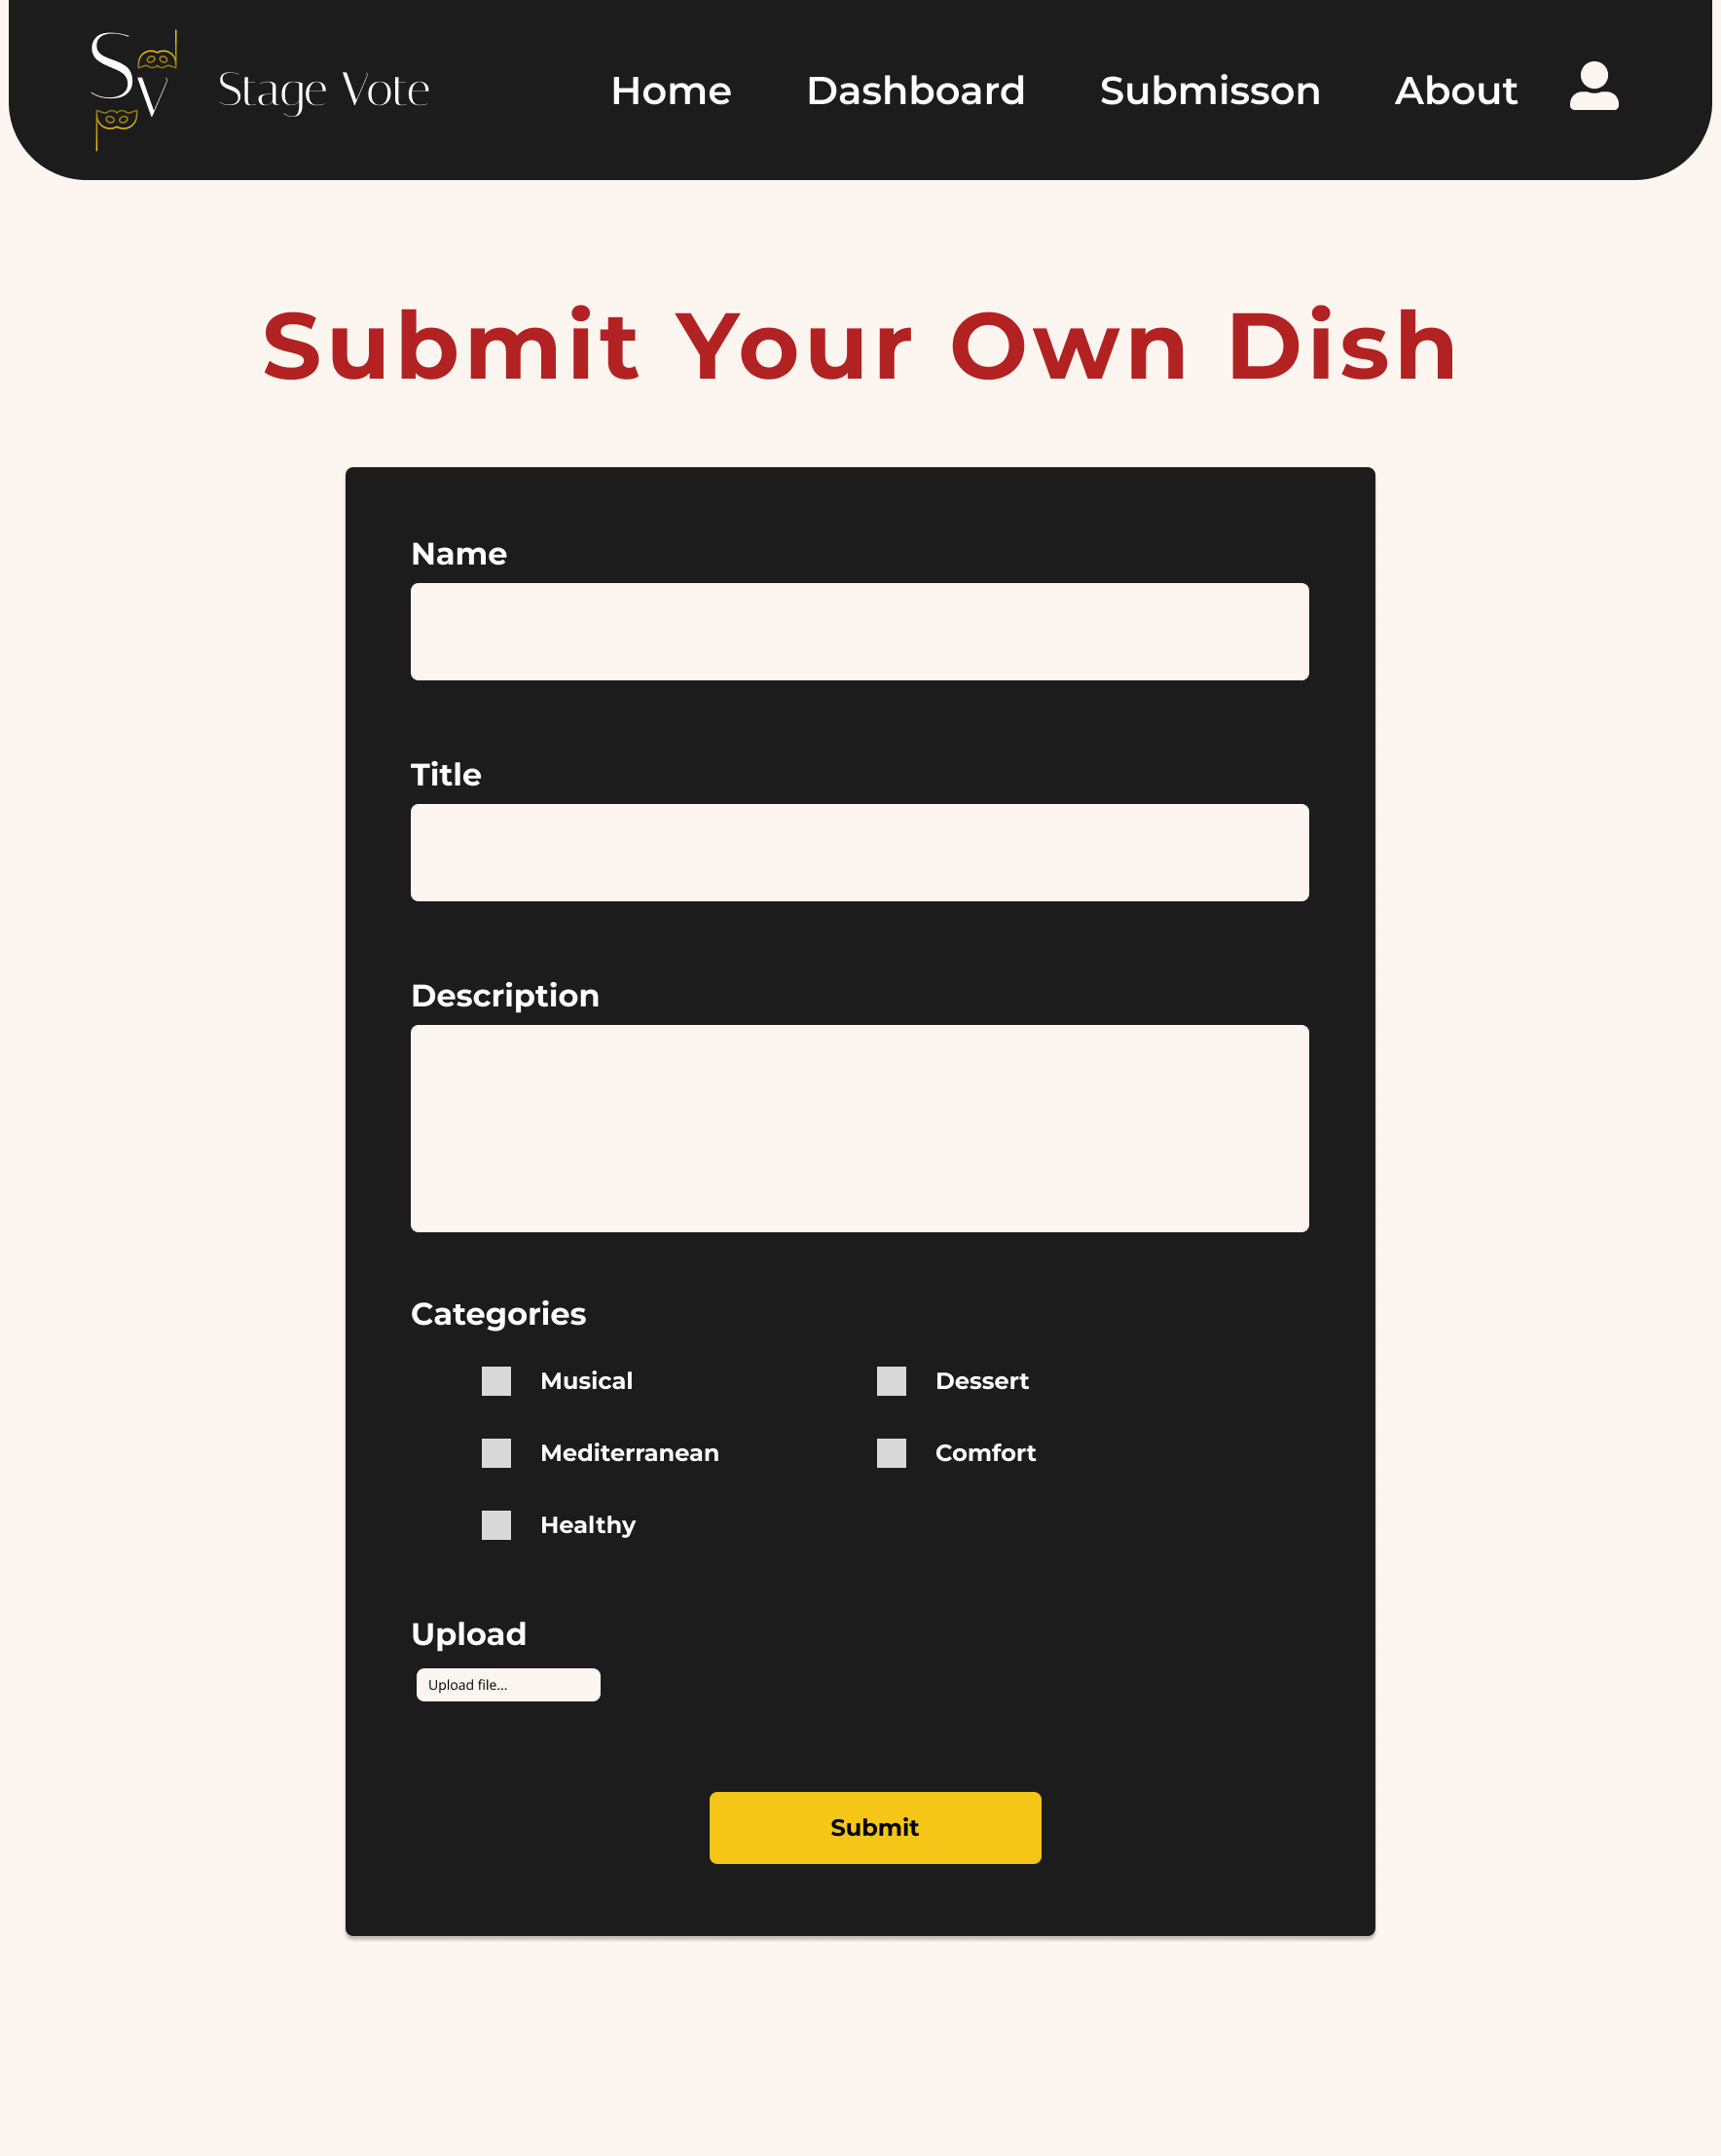 SV
Stage Vote
Home Dashboard Submisson About
Submit Your Own Dish
Name
Title
Description
Categories
Musical Dessert
Mediterranean Comfort
Healthy
Upload
Upload file...
Submit